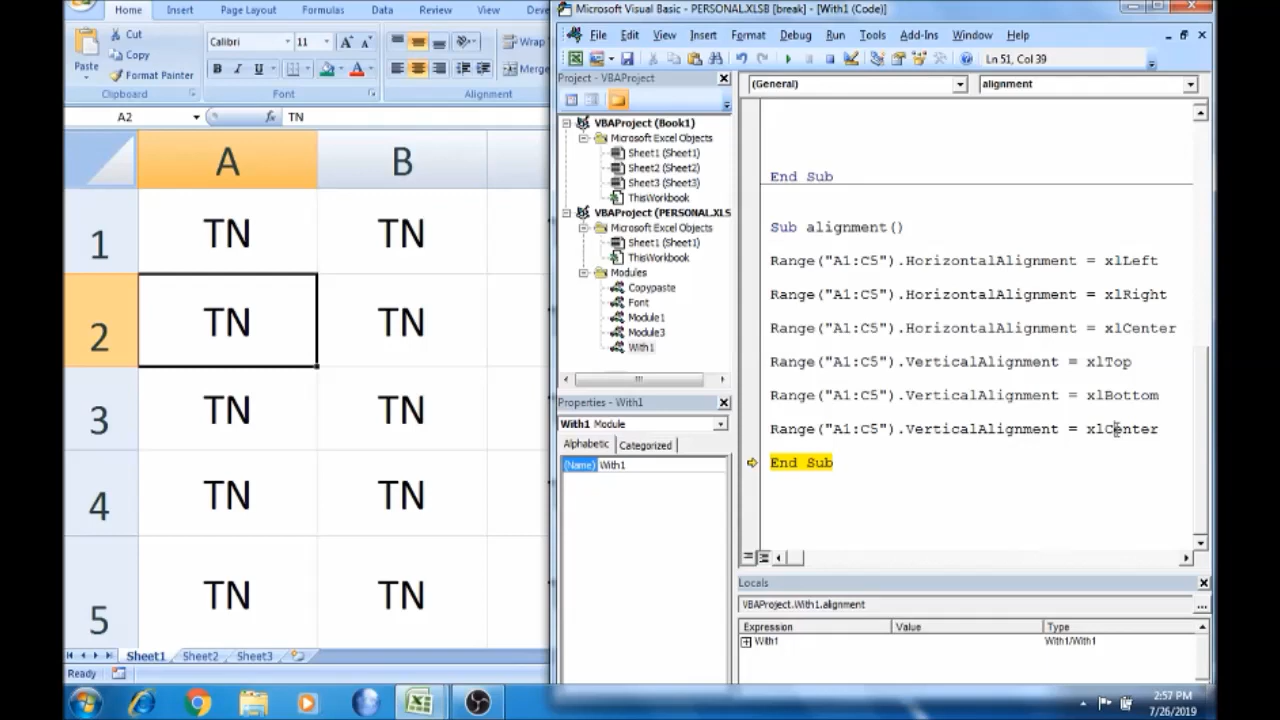 Home Insert Page Layout Formulas Data Review View
Cut
Copy
Format Painter
Paste
Clipboard
Calibri 11
Font
Wrap
Merge
Alignment
A2 fx TN
A B
1 TN TN
2 TN TN
3 TN TN
4 TN TN
5 TN TN
Sheet1 Sheet2 Sheet3
Ready
Microsoft Visual Basic - PERSONAL.XLSB [break] - [With1 (Code)]
File Edit View Insert Format Debug Run Tools Add-Ins Window Help
Ln 51, Col 39
Project - VBAProject
VBAProject (Book1)
Microsoft Excel Objects
Sheet1 (Sheet1)
Sheet2 (Sheet2)
Sheet3 (Sheet3)
ThisWorkbook
VBAProject (PERSONAL.XLS
Microsoft Excel Objects
Sheet1 (Sheet1)
ThisWorkbook
Modules
Copypaste
Font
Module1
Module3
With1
Properties - With1
With1 Module
Alphabetic Categorized
(Name) With1
(General) alignment
End Sub
Sub alignment()
Range("A1:C5").HorizontalAlignment = xlLeft
Range("A1:C5").HorizontalAlignment = xlRight
Range("A1:C5").HorizontalAlignment = xlCenter
Range("A1:C5").VerticalAlignment = xlTop
Range("A1:C5").VerticalAlignment = xlBottom
Range("A1:C5").VerticalAlignment = xlCenter
End Sub
Locals
VBAProject.With1.alignment
Expression Value Type
With1 With1/With1
2:57 PM
7/26/2019